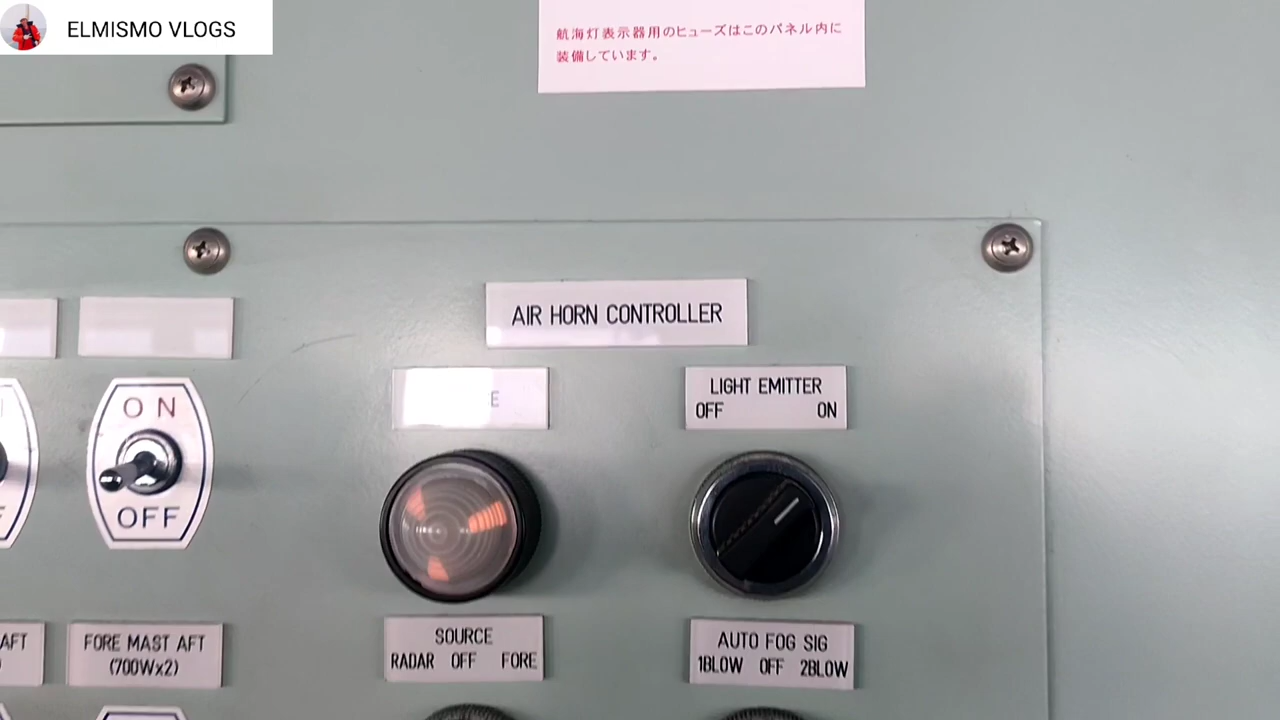 ELMISMO VLOGS
航海灯表示器用のヒューズはこのパネル内に
装備しています。
AIR HORN CONTROLLER
LIGHT EMITTER
OFF ON
ON
OFF
SOURCE
RADAR OFF FORE
AUTO FOG SIG
1BLOW OFF 2BLOW
AFT
FORE MAST AFT
(700Wx2)